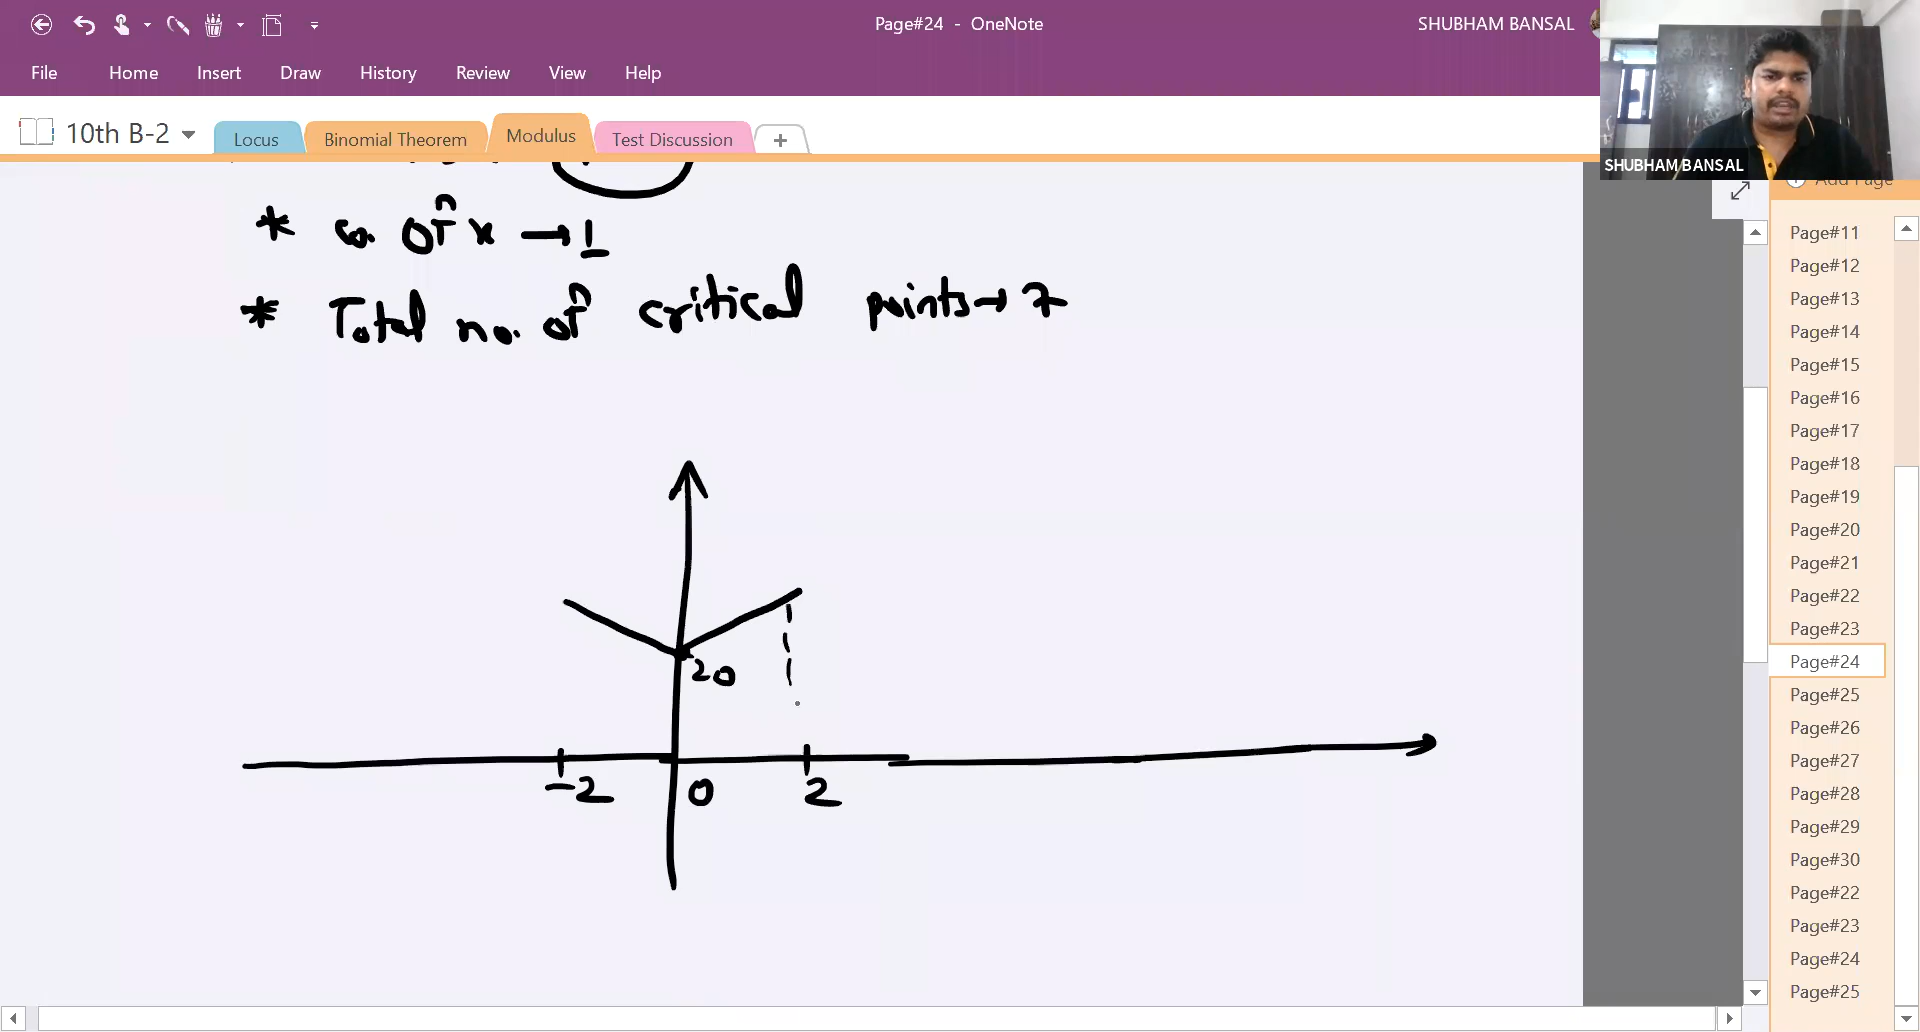 Page#24 - OneNote
SHUBHAM BANSAL
File Home Insert Draw History Review View Help
10th B-2
Locus Binomial Theorem Modulus Test Discussion +
SHUBHAM BANSAL
Add Page
* co. of x → 1
* Total no. of critical points → 7
20
-2 0 2
Page#11
Page#12
Page#13
Page#14
Page#15
Page#16
Page#17
Page#18
Page#19
Page#20
Page#21
Page#22
Page#23
Page#24
Page#25
Page#26
Page#27
Page#28
Page#29
Page#30
Page#22
Page#23
Page#24
Page#25